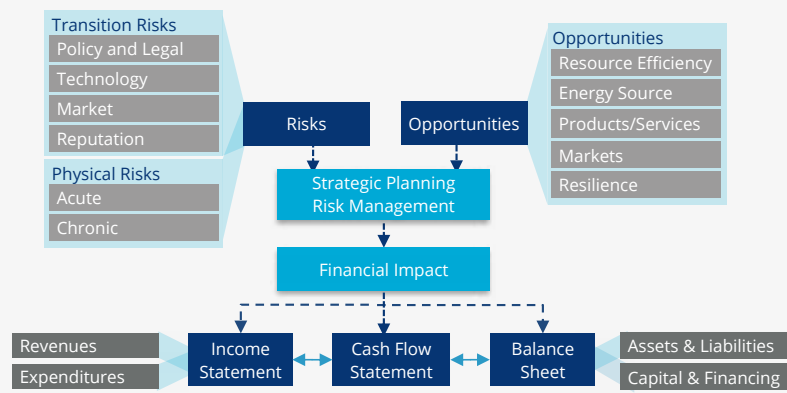 Transition Risks
Policy and Legal
Technology
Market
Reputation
Physical Risks
Acute
Chronic
Risks
Opportunities
Opportunities
Resource Efficiency
Energy Source
Products/Services
Markets
Resilience
Strategic Planning
Risk Management
Financial Impact
Revenues
Expenditures
Income
Statement
Cash Flow
Statement
Balance
Sheet
Assets & Liabilities
Capital & Financing